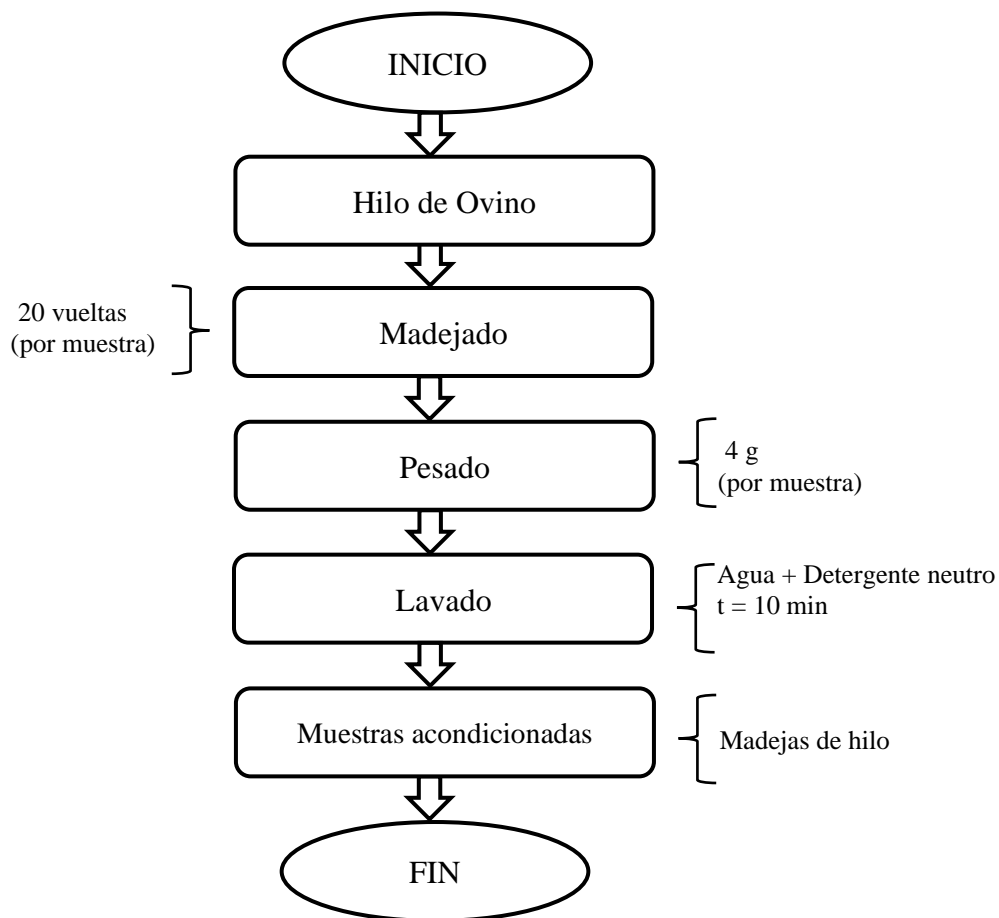 INICIO
Hilo de Ovino
20 vueltas
(por muestra)
Madejado
Pesado
4 g
(por muestra)
Lavado
Agua + Detergente neutro
t = 10 min
Muestras acondicionadas
Madejas de hilo
FIN